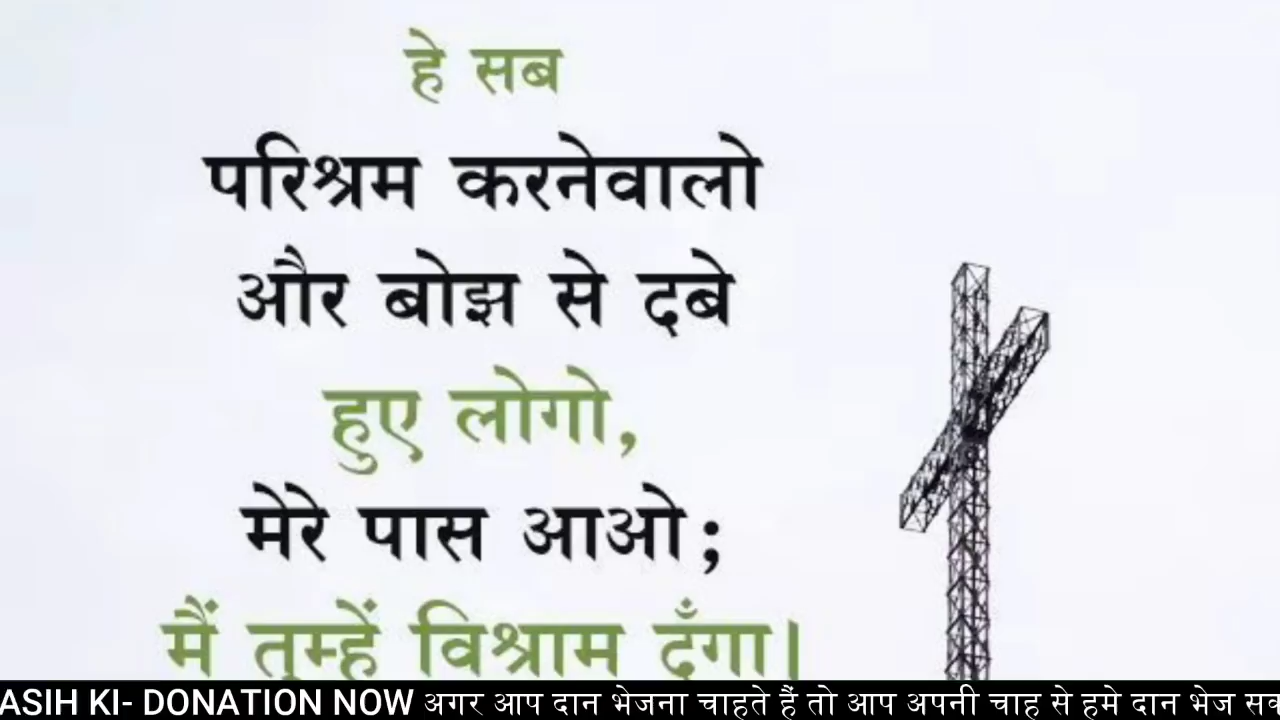 हे सब
परिश्रम करनेवालो
और बोझ से दबे
हुए लोगो,
मेरे पास आओ;
मैं तुम्हें विश्राम दूँगा।
ASIH KI- DONATION NOW अगर आप दान भेजना चाहते हैं तो आप अपनी चाह से हमे दान भेज